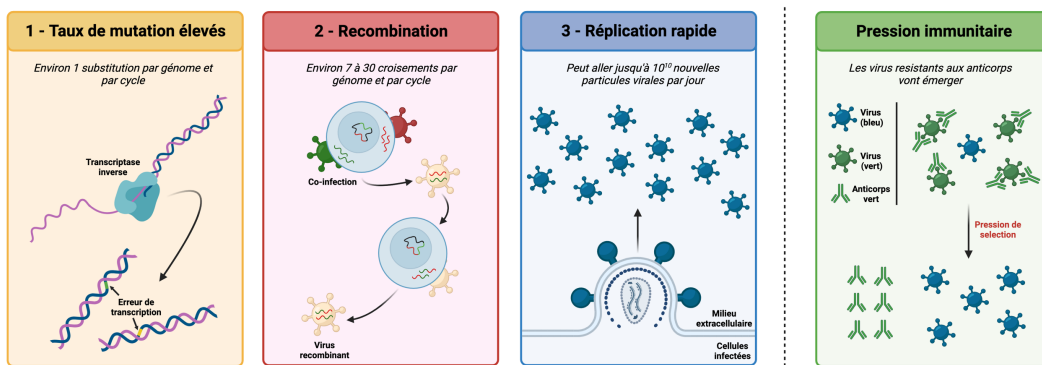 1 - Taux de mutation élevés
Environ 1 substitution par génome et
par cycle
Transcriptase
inverse
Erreur de
transcription
2 - Recombination
Environ 7 à 30 croisements par
génome et par cycle
Co-infection
Virus
recombinant
3 - Réplication rapide
Peut aller jusqu'à 10¹⁰ nouvelles
particules virales par jour
Milieu
extracellulaire
Cellules
infectées
Pression immunitaire
Les virus resistants aux anticorps
vont émerger
Virus
(bleu)
Virus
(vert)
Anticorps
vert
Pression de
selection